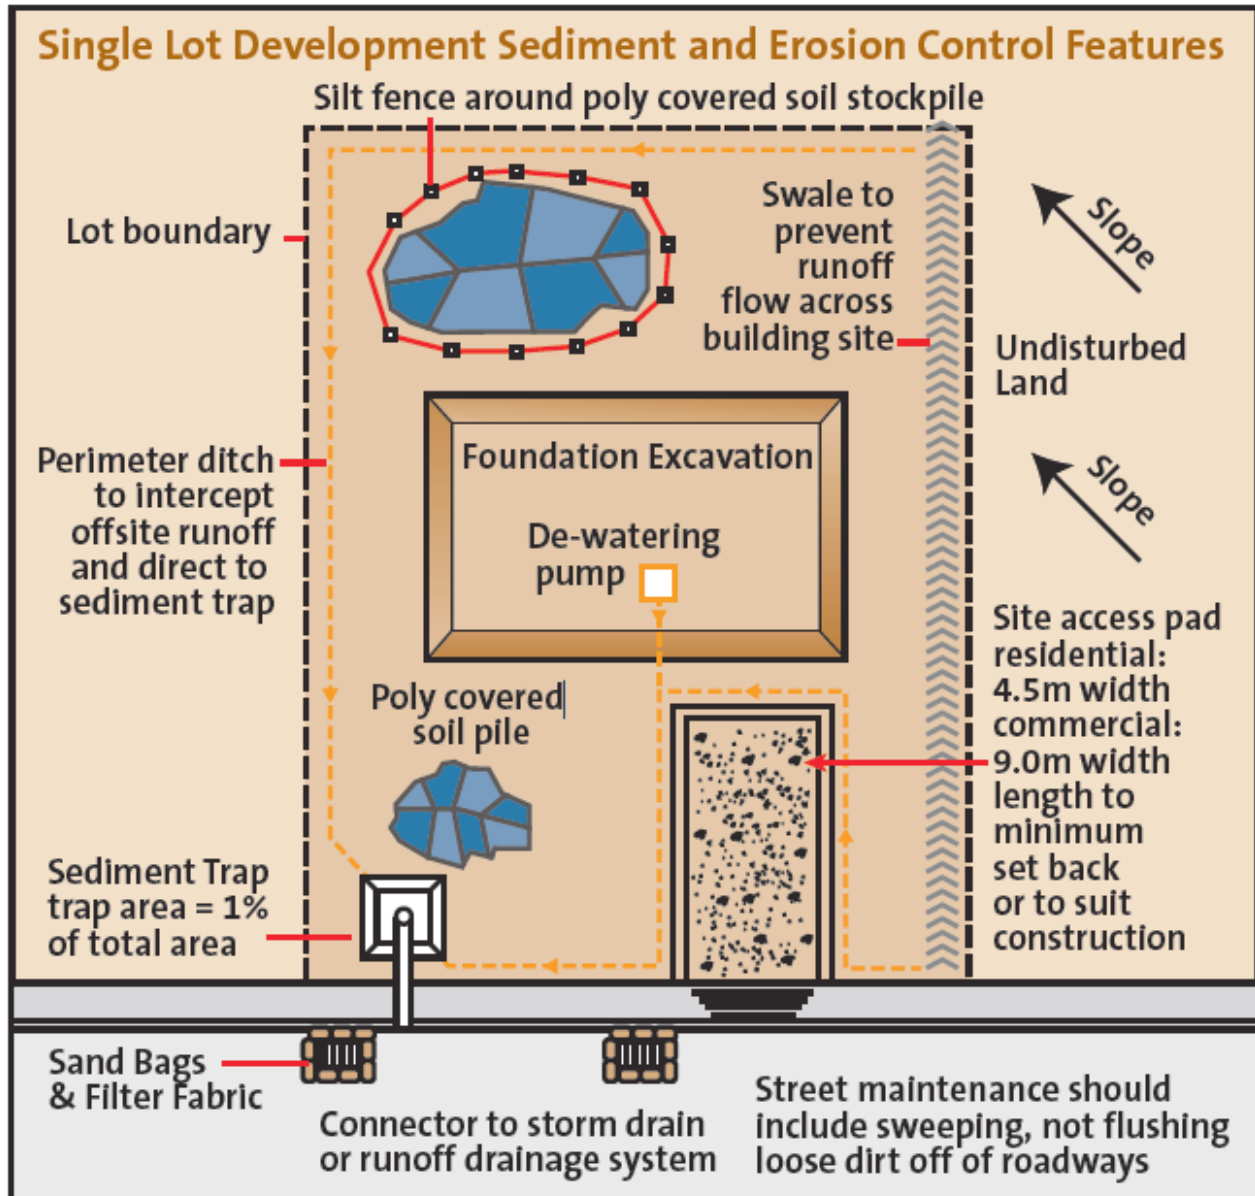 Single Lot Development Sediment and Erosion Control Features
Silt fence around poly covered soil stockpile
Lot boundary
Swale to
prevent
runoff
flow across
building site
Slope
Undisturbed
Land
Slope
Perimeter ditch
to intercept
offsite runoff
and direct to
sediment trap
Foundation Excavation
De-watering
pump
Site access pad
residential:
4.5m width
commercial:
9.0m width
length to
minimum
set back
or to suit
construction
Poly covered
soil pile
Sediment Trap
trap area = 1%
of total area
Sand Bags
& Filter Fabric
Connector to storm drain
or runoff drainage system
Street maintenance should
include sweeping, not flushing
loose dirt off of roadways